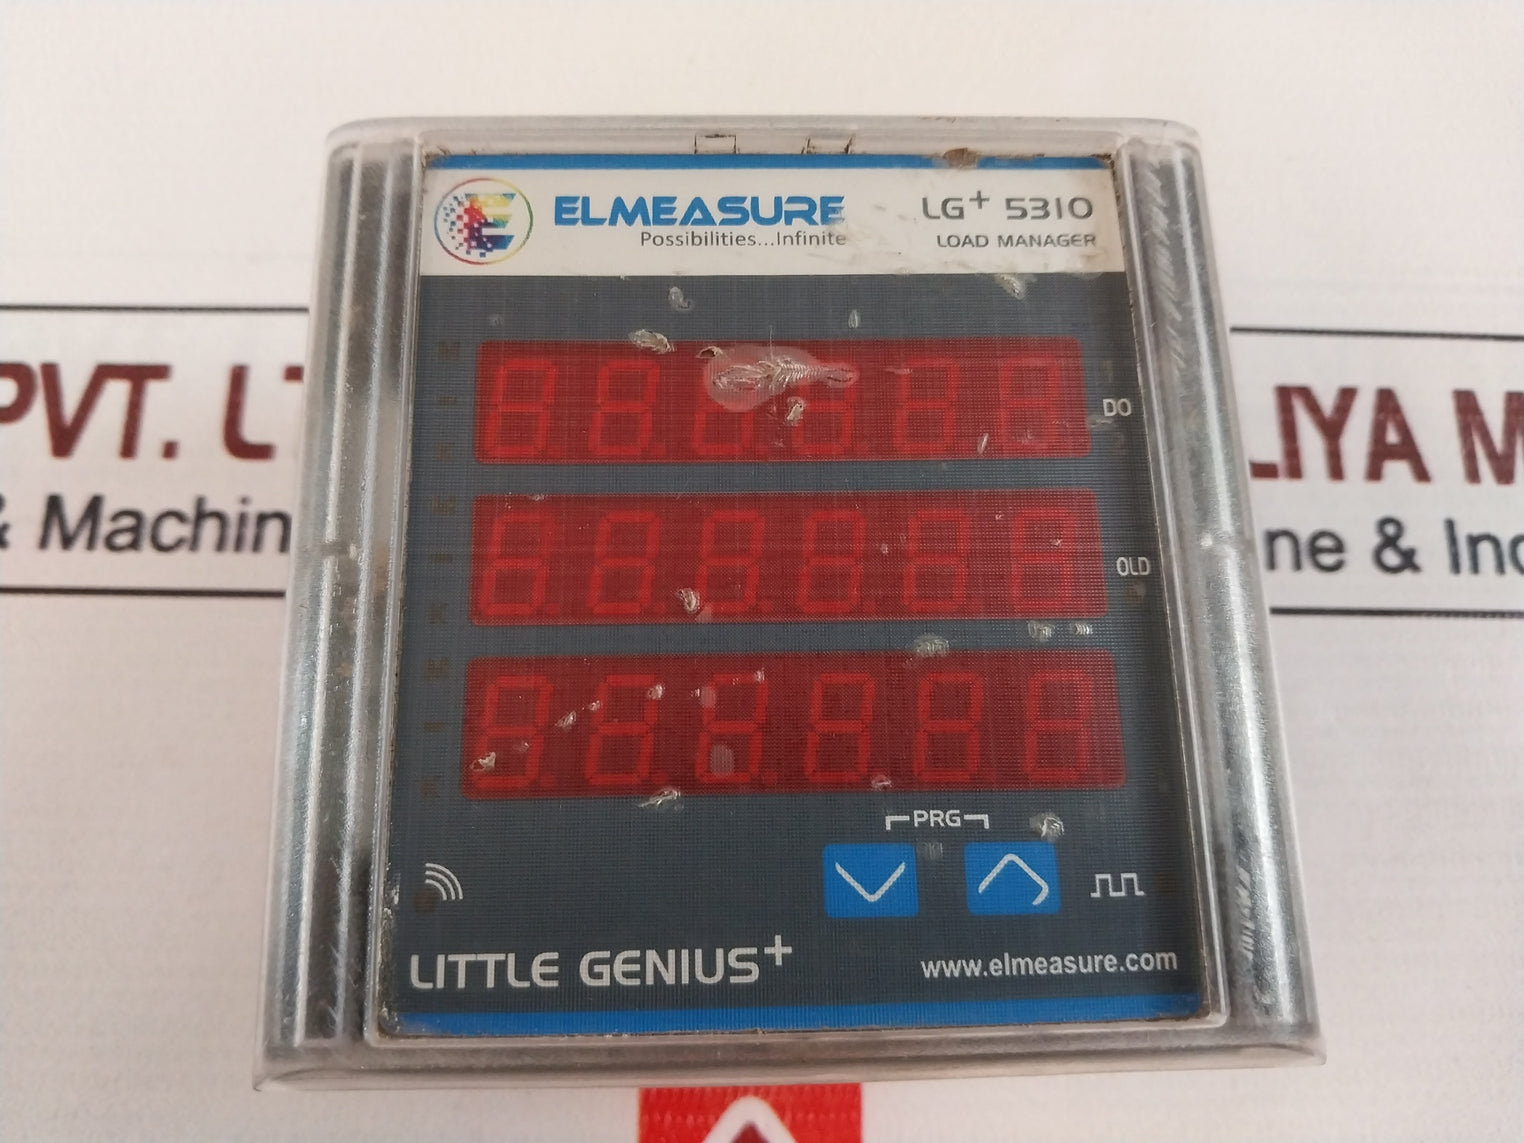 ELMEASURE
Possibilities...Infinite
LG+ 5310
LOAD MANAGER
DO
OLD
PVT. LT
LIYA M
& Machin
ne & Ind
K
PRG
LITTLE GENIUS+
www.elmeasure.com